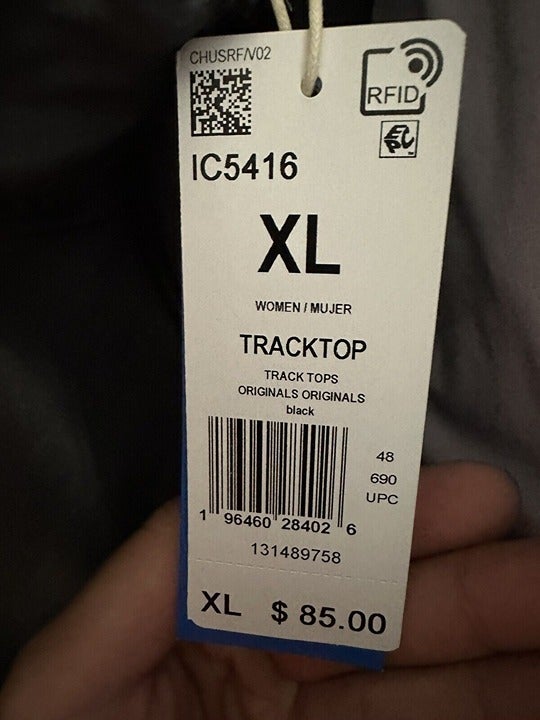 CHUSRF/V02
RFID
IC5416
XL
WOMEN / MUJER
TRACKTOP
TRACK TOPS
ORIGINALS ORIGINALS
black
48
690
UPC
1 96460 28402 6
131489758
XL $ 85.00